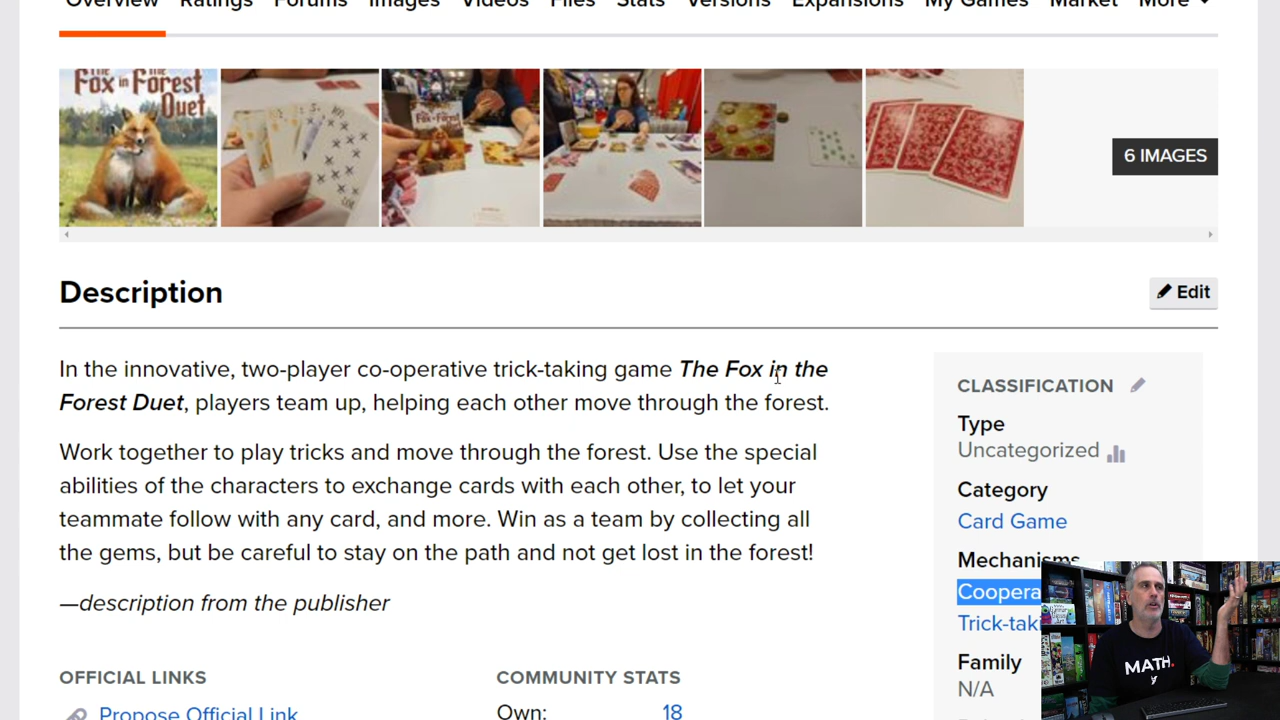 Overview Ratings Forums Images Videos Files Stats Versions Expansions My Games Market More
The
Fox in the Forest
Duet
6 IMAGES
Description
Edit
In the innovative, two-player co-operative trick-taking game The Fox in the
Forest Duet, players team up, helping each other move through the forest.
Work together to play tricks and move through the forest. Use the special
abilities of the characters to exchange cards with each other, to let your
teammate follow with any card, and more. Win as a team by collecting all
the gems, but be careful to stay on the path and not get lost in the forest!
—description from the publisher
CLASSIFICATION
Type
Uncategorized
Category
Card Game
Mechanisms
Coopera
Trick-tak
Family
N/A
OFFICIAL LINKS
Propose Official Link
COMMUNITY STATS
Own: 18
MATH.